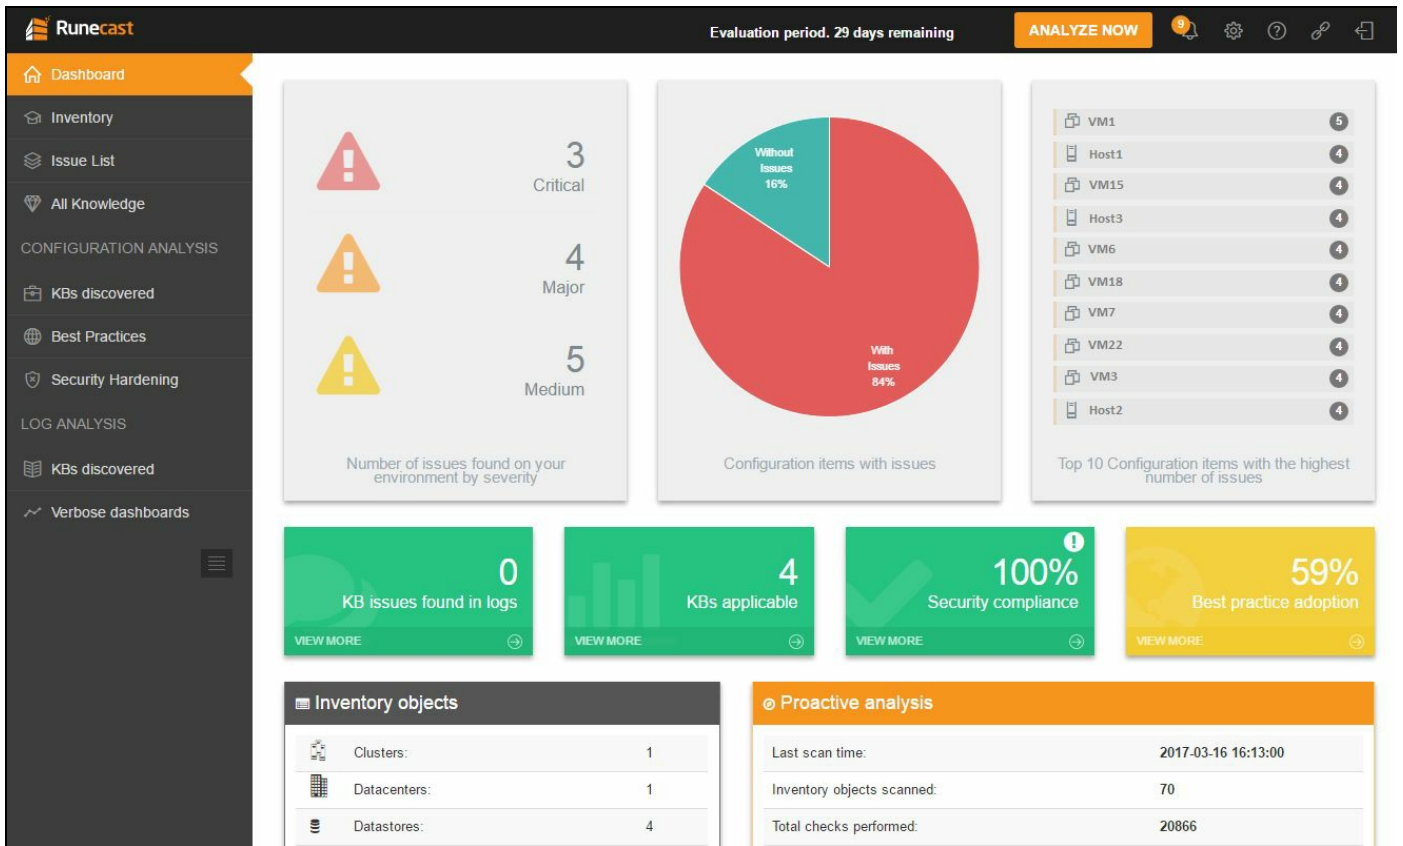 Runecast
Evaluation period. 29 days remaining
ANALYZE NOW
9
Dashboard
Inventory
Issue List
All Knowledge
CONFIGURATION ANALYSIS
KBs discovered
Best Practices
Security Hardening
LOG ANALYSIS
KBs discovered
Verbose dashboards
3
Critical
4
Major
5
Medium
Number of issues found on your
environment by severity
Without
Issues
16%
With
Issues
84%
Configuration items with issues
VM1 5
Host1 4
VM15 4
Host3 4
VM6 4
VM18 4
VM7 4
VM22 4
VM3 4
Host2 4
Top 10 Configuration items with the highest
number of issues
0
KB issues found in logs
VIEW MORE
4
KBs applicable
VIEW MORE
100%
Security compliance
VIEW MORE
59%
Best practice adoption
VIEW MORE
Inventory objects
Clusters: 1
Datacenters: 1
Datastores: 4
Proactive analysis
Last scan time: 2017-03-16 16:13:00
Inventory objects scanned: 70
Total checks performed: 20866